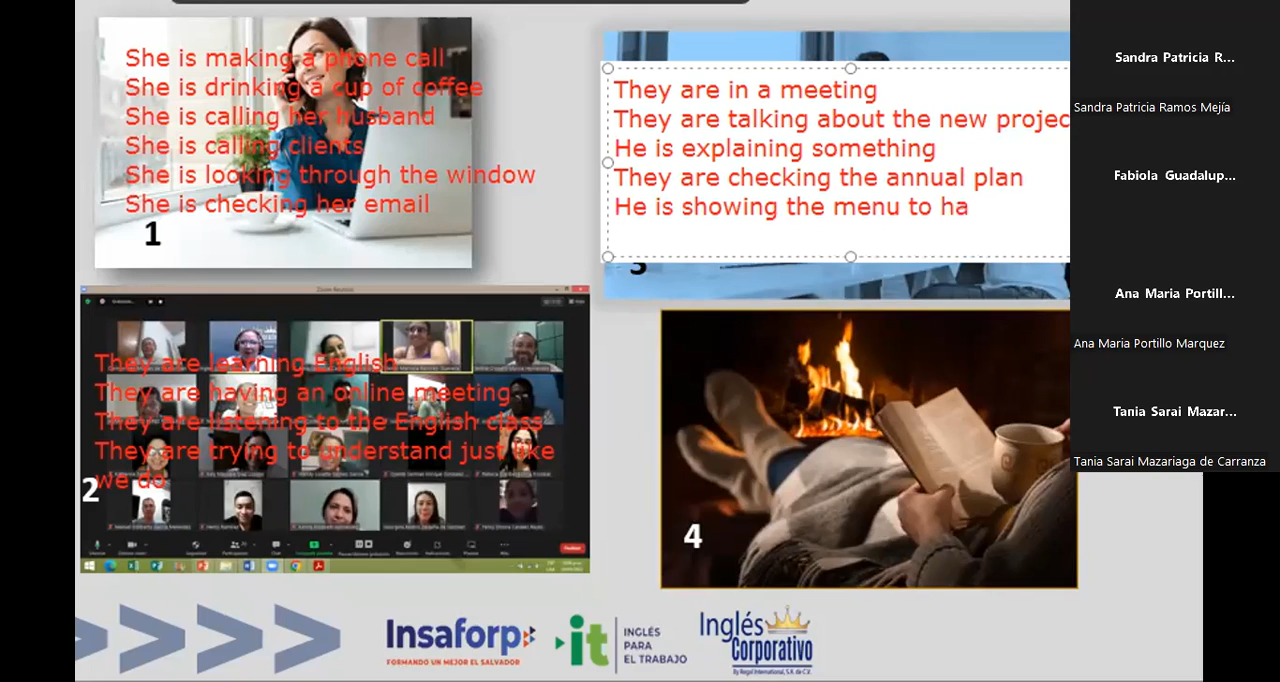 She is making a phone call
She is drinking a cup of coffee
She is calling her husband
She is calling clients
She is looking through the window
She is checking her email
1
They are in a meeting
They are talking about the new projec
He is explaining something
They are checking the annual plan
He is showing the menu to ha
3
They are learning English
They are having an online meeting
They are listening to the English class
They are trying to understand just like
we do
2
4
Insaforp
FORMANDO UN MEJOR EL SALVADOR
it
INGLÉS
PARA
EL TRABAJO
Inglés
Corporativo
By Regal International, S.A. de C.V.
Sandra Patricia R...
Sandra Patricia Ramos Mejía
Fabiola Guadalup...
Ana Maria Portill...
Ana Maria Portillo Marquez
Tania Sarai Mazar...
Tania Sarai Mazariaga de Carranza